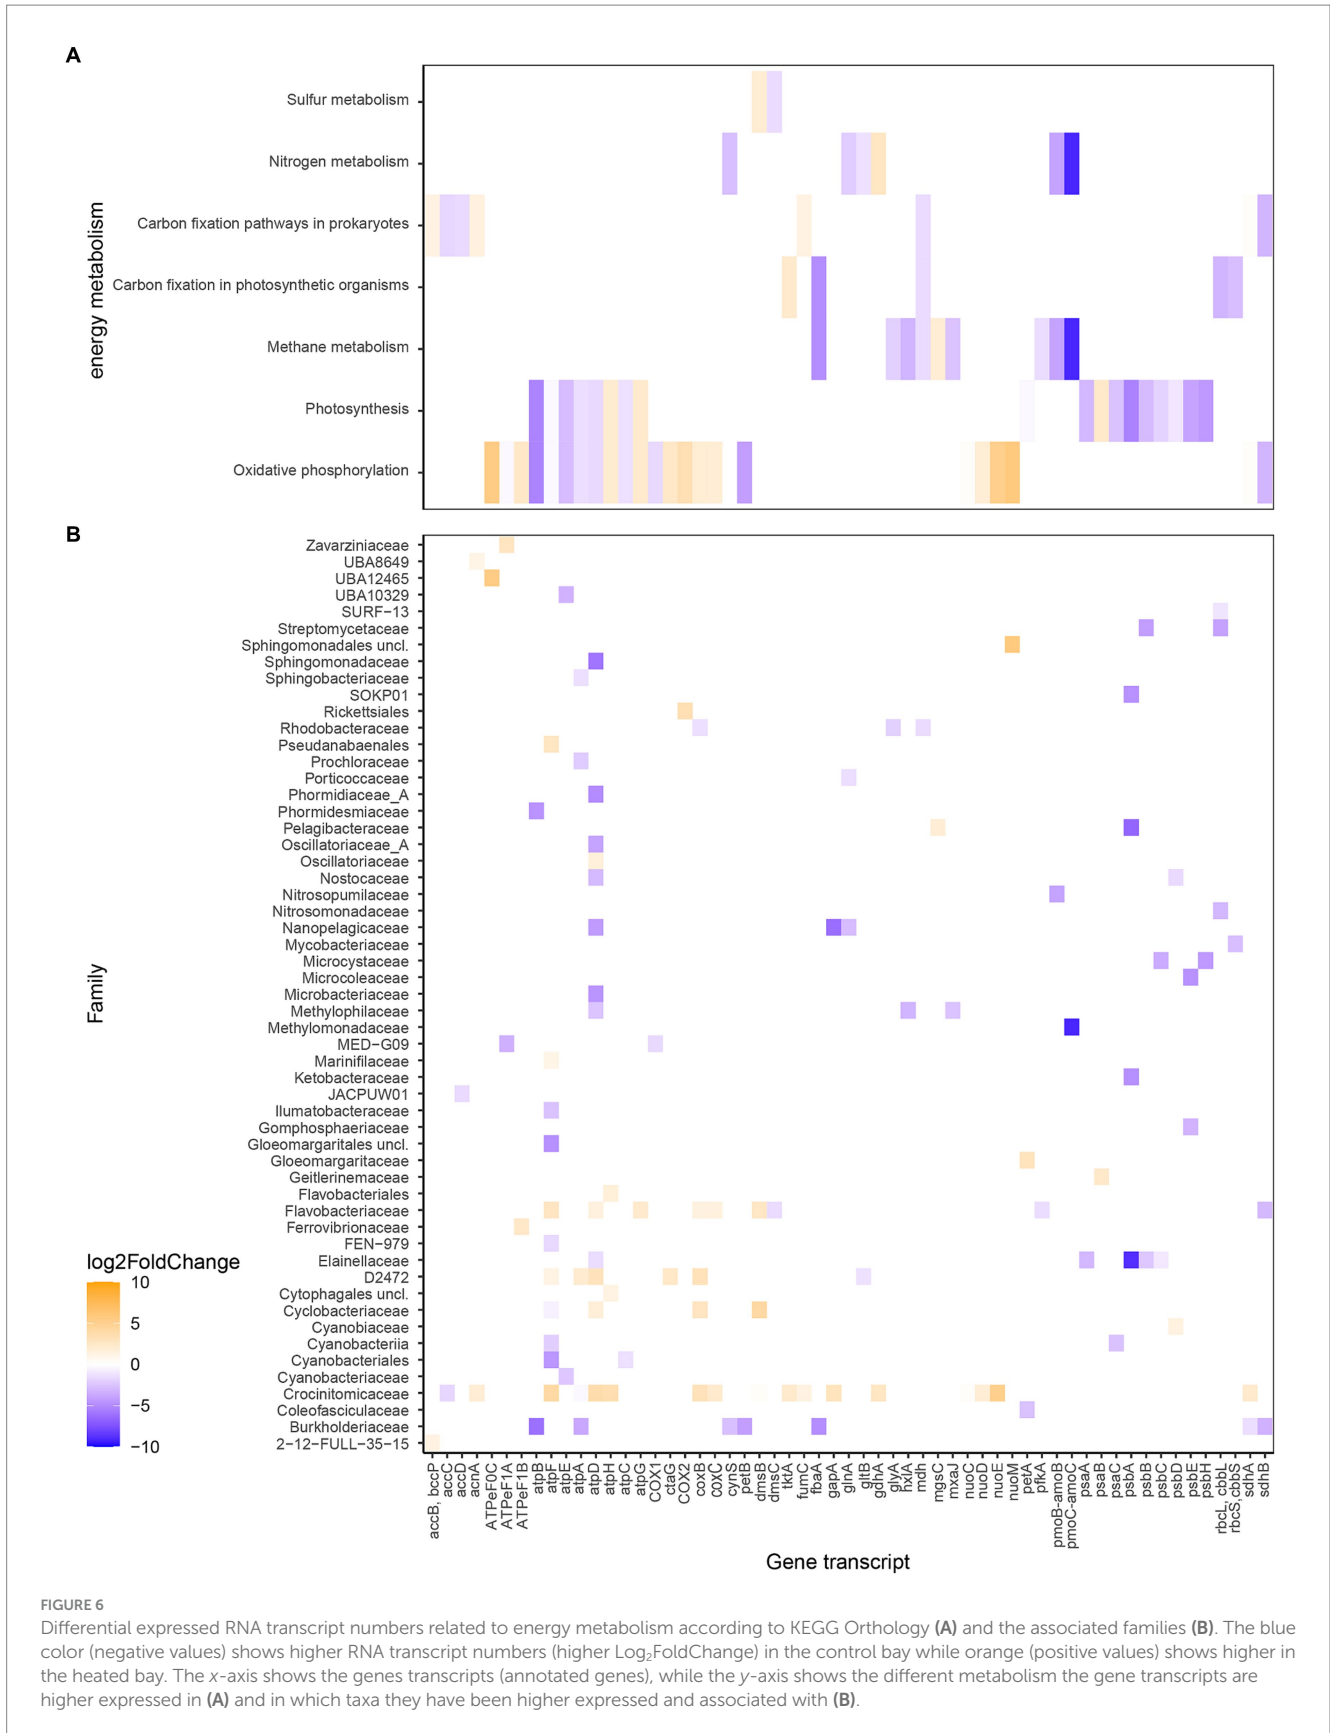 A
Sulfur metabolism
Nitrogen metabolism
Carbon fixation pathways in prokaryotes
Carbon fixation in photosynthetic organisms
Methane metabolism
Photosynthesis
Oxidative phosphorylation
energy metabolism
B
Zavarziniaceae
UBA8649
UBA12465
UBA10329
SURF−13
Streptomycetaceae
Sphingomonadales uncl.
Sphingomonadaceae
Sphingobacteriaceae
SOKP01
Rickettsiales
Rhodobacteraceae
Pseudanabaenales
Prochloraceae
Porticoccaceae
Phormidiaceae_A
Phormidesmiaceae
Pelagibacteraceae
Oscillatoriaceae_A
Oscillatoriaceae
Nostocaceae
Nitrosopumilaceae
Nitrosomonadaceae
Nanopelagicaceae
Mycobacteriaceae
Microcystaceae
Microcoleaceae
Microbacteriaceae
Methylophilaceae
Methylomonadaceae
MED−G09
Marinifilaceae
Ketobacteraceae
JACPUW01
Ilumatobacteraceae
Gomphosphaeriaceae
Gloeomargaritales uncl.
Gloeomargaritaceae
Geitlerinemaceae
Flavobacteriales
Flavobacteriaceae
Ferrovibrionaceae
FEN−979
Elainellaceae
D2472
Cytophagales uncl.
Cyclobacteriaceae
Cyanobiaceae
Cyanobacteriia
Cyanobacteriales
Cyanobacteriaceae
Crocinitomicaceae
Coleofasciculaceae
Burkholderiaceae
2−12−FULL−35−15
Family
log2FoldChange
10
5
0
−5
−10
accB, bccP
accC
accD
acnA
ATPeF0C
ATPeF1A
ATPeF1B
atpB
atpF
atpE
atpA
atpD
atpH
atpC
atpG
COX1
ctaG
COX2
coxB
coxC
cynS
petB
dmsB
dmsC
tktA
fumC
fbaA
gapA
glnA
gltB
gdhA
glyA
hxlA
mdh
mgsC
mxaJ
nuoC
nuoD
nuoE
nuoM
petA
pfkA
pmoB-amoB
pmoC-amoC
psaA
psaB
psaC
psbA
psbB
psbC
psbD
psbE
psbH
rbcL, cbbL
rbcS, cbbS
sdhA
sdhB
Gene transcript
FIGURE 6
Differential expressed RNA transcript numbers related to energy metabolism according to KEGG Orthology (A) and the associated families (B). The blue
color (negative values) shows higher RNA transcript numbers (higher Log₂FoldChange) in the control bay while orange (positive values) shows higher in
the heated bay. The x-axis shows the genes transcripts (annotated genes), while the y-axis shows the different metabolism the gene transcripts are
higher expressed in (A) and in which taxa they have been higher expressed and associated with (B).